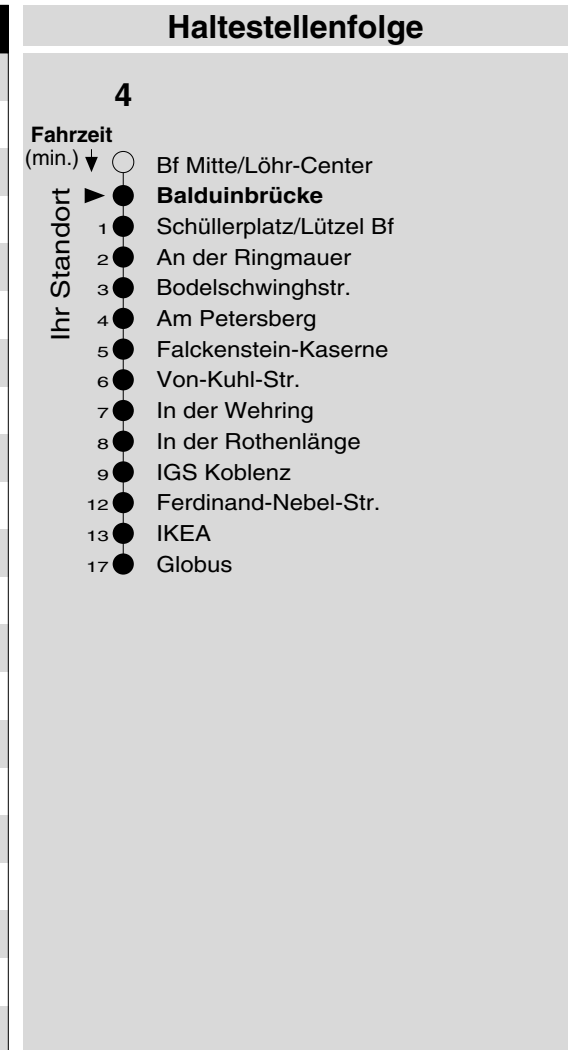 Haltestellenfolge
4
Fahrzeit
(min.)
Ihr Standort
Bf Mitte/Löhr-Center
Balduinbrücke
1 Schüllerplatz/Lützel Bf
2 An der Ringmauer
3 Bodelschwinghstr.
4 Am Petersberg
5 Falckenstein-Kaserne
6 Von-Kuhl-Str.
7 In der Wehring
8 In der Rothenlänge
9 IGS Koblenz
12 Ferdinand-Nebel-Str.
13 IKEA
17 Globus